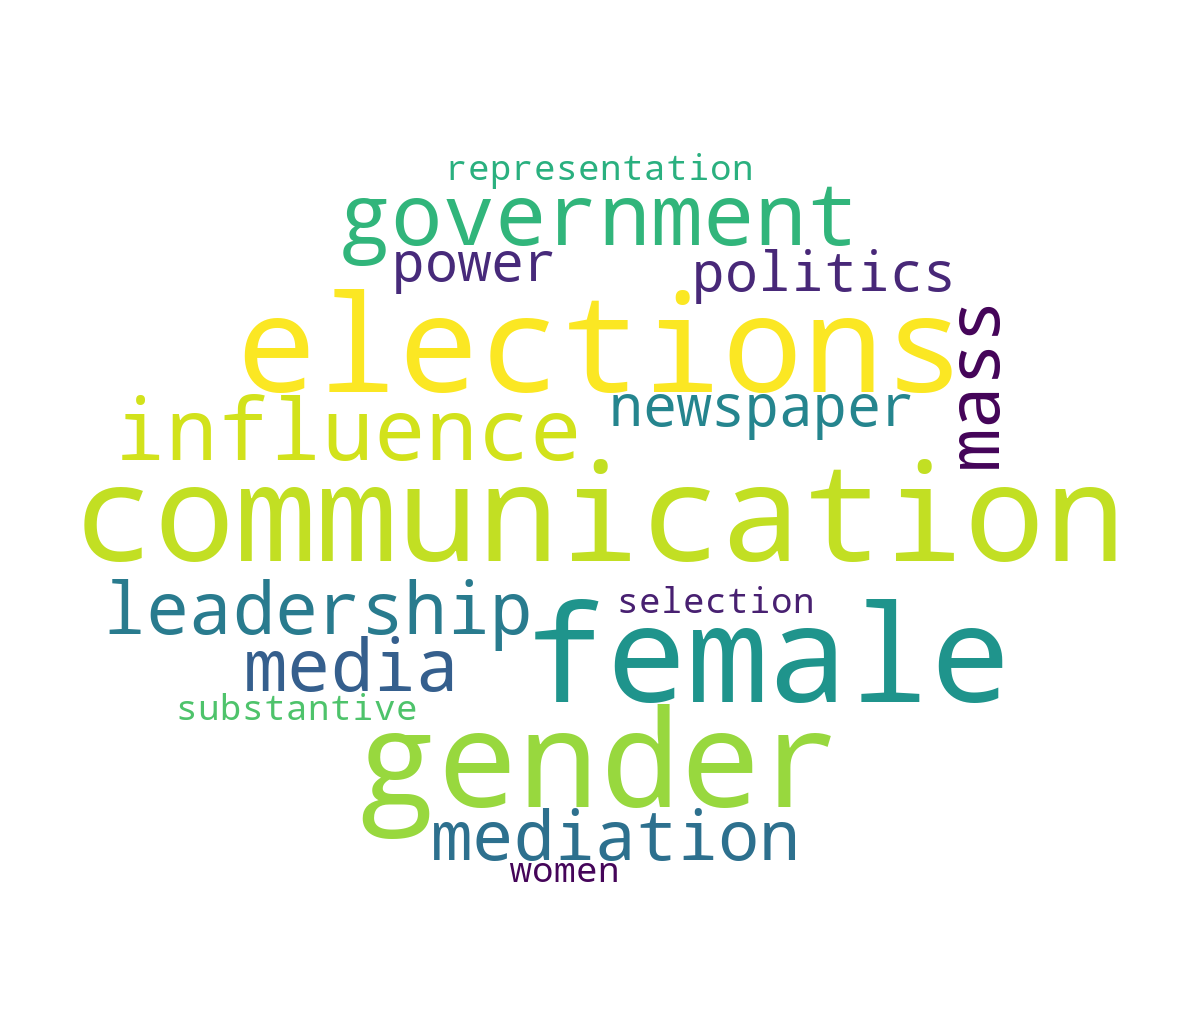 representation
government
power
politics
elections
mass
influence
newspaper
communication
leadership
selection
female
media
substantive
gender
mediation
women